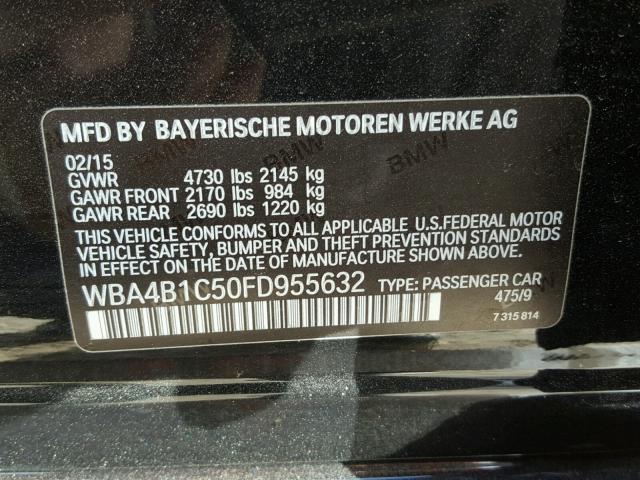 MFD BY BAYERISCHE MOTOREN WERKE AG
02/15
GVWR 4730 lbs 2145 kg
GAWR FRONT 2170 lbs 984 kg
GAWR REAR 2690 lbs 1220 kg
THIS VEHICLE CONFORMS TO ALL APPLICABLE U.S.FEDERAL MOTOR
VEHICLE SAFETY, BUMPER AND THEFT PREVENTION STANDARDS
IN EFFECT ON THE DATE OF MANUFACTURE SHOWN ABOVE.
WBA4B1C50FD955632 TYPE: PASSENGER CAR
475/9
7 315 814
BMW
BMW